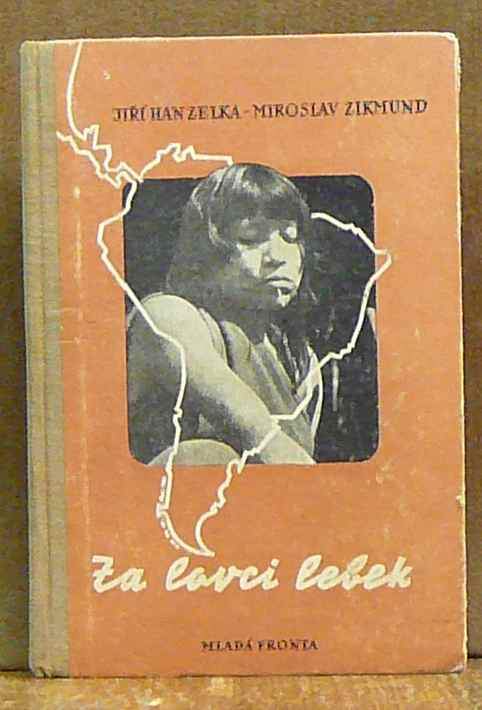 JIŘÍ HANZELKA – MIROSLAV ZIKMUND
Za lovci lebek
MLADÁ FRONTA